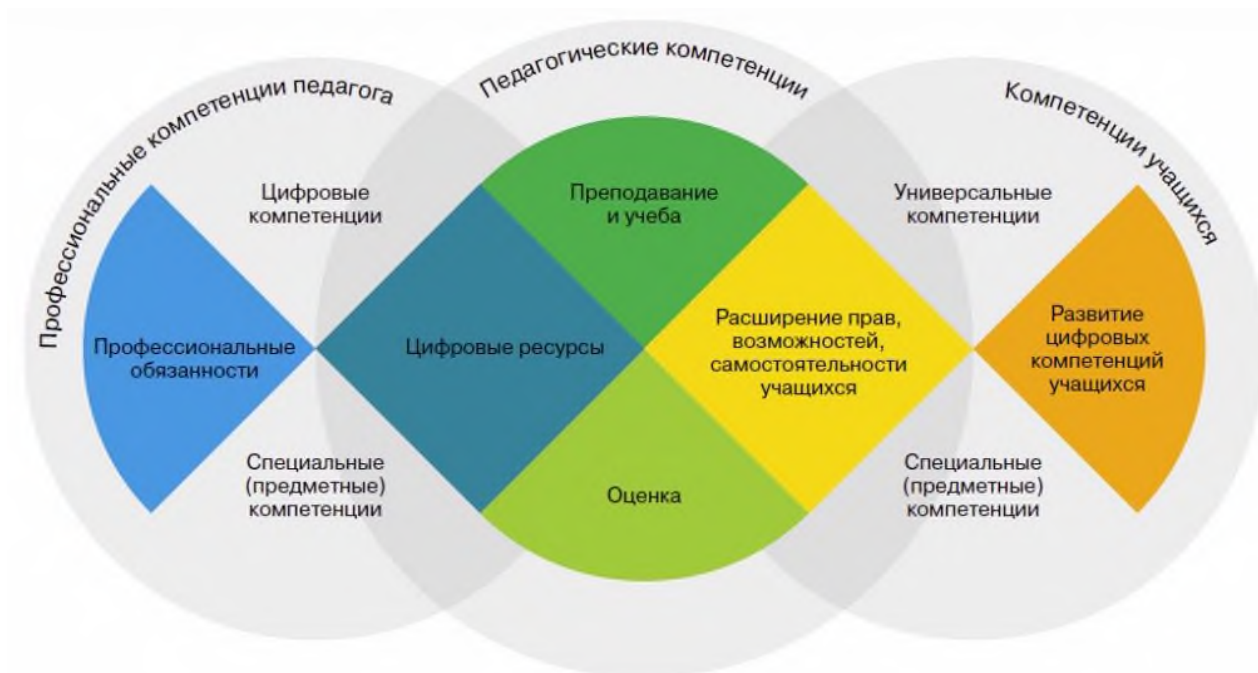 Профессиональные компетенции педагога
Педагогические компетенции
Компетенции учащихся
Цифровые
компетенции
Преподавание
и учеба
Универсальные
компетенции
Профессиональные
обязанности
Цифровые ресурсы
Расширение прав,
возможностей,
самостоятельности
учащихся
Развитие
цифровых
компетенций
учащихся
Специальные
(предметные)
компетенции
Оценка
Специальные
(предметные)
компетенции